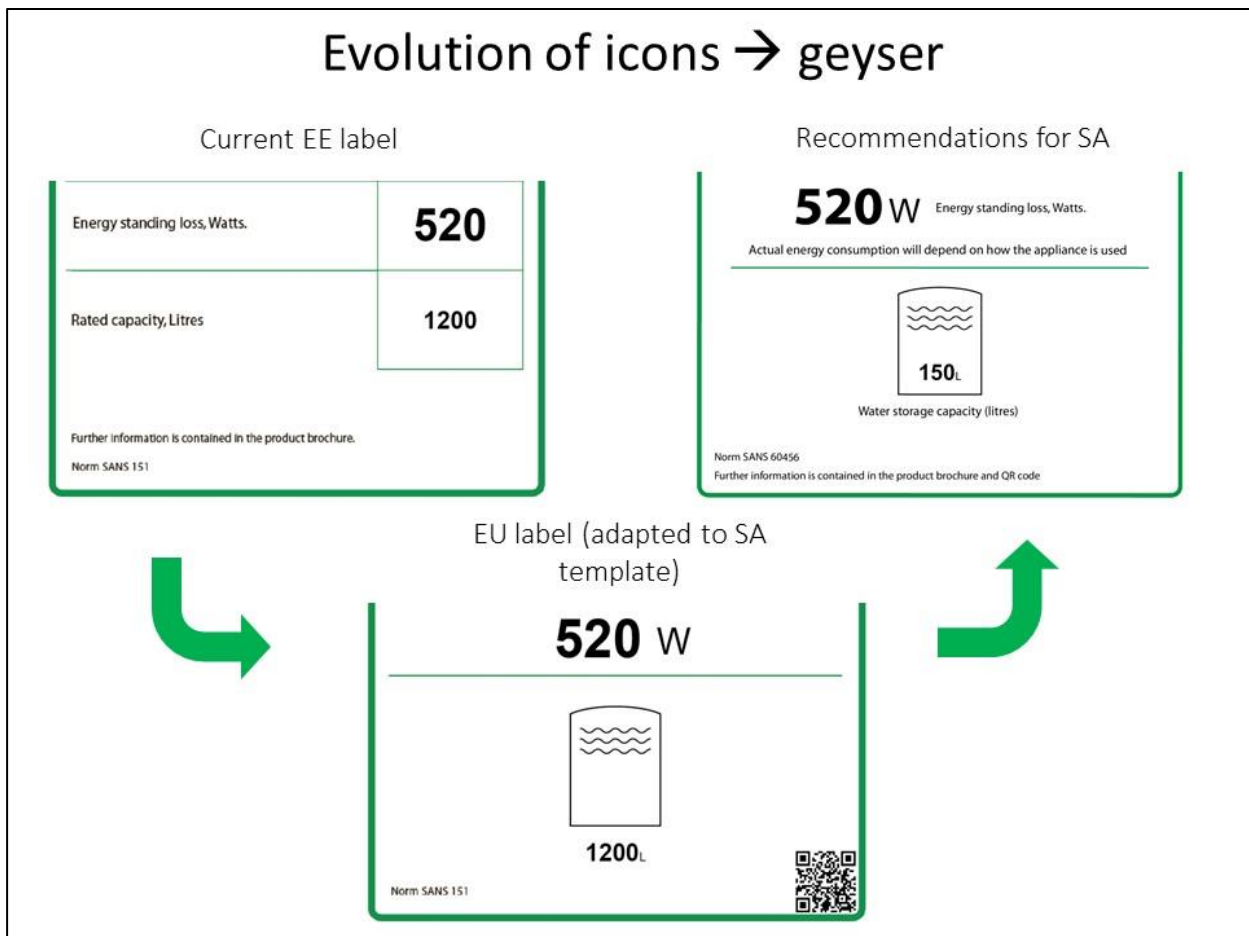 Evolution of icons → geyser
Current EE label
Energy standing loss, Watts.
520
Rated capacity, Litres
1200
Further information is contained in the product brochure.
Norm SANS 151
Recommendations for SA
520 W Energy standing loss, Watts.
Actual energy consumption will depend on how the appliance is used
150L
Water storage capacity (litres)
Norm SANS 60456
Further information is contained in the product brochure and QR code
EU label (adapted to SA
template)
520 W
1200L
Norm SANS 151